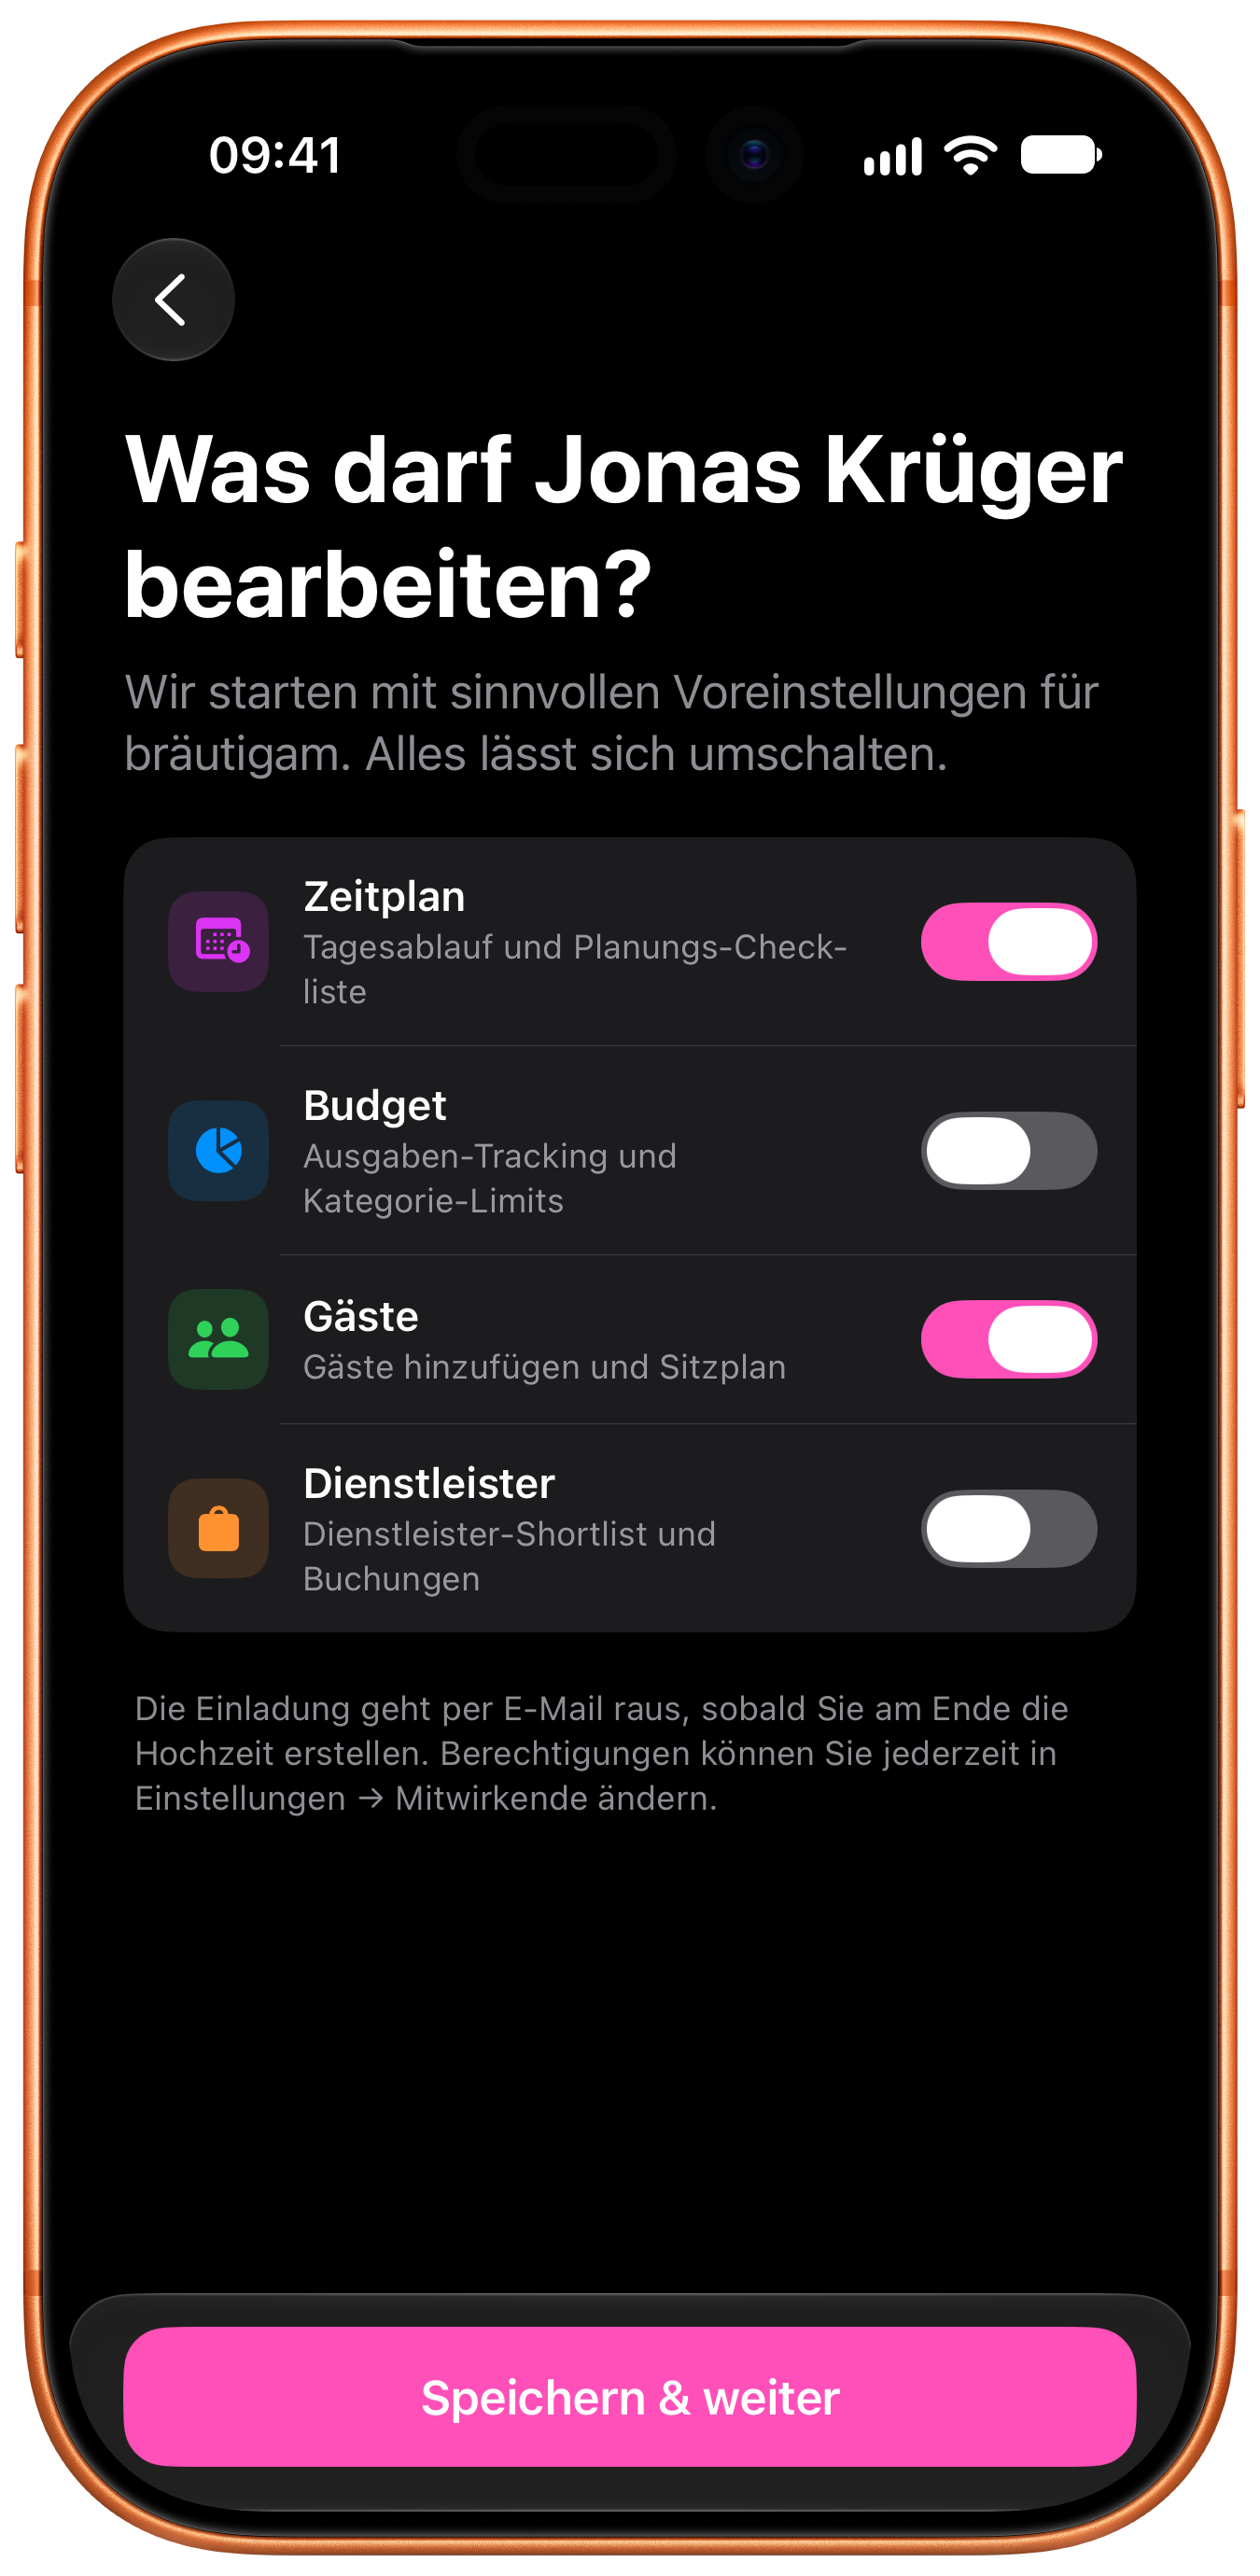 09:41
Was darf Jonas Krüger
bearbeiten?
Wir starten mit sinnvollen Voreinstellungen für
bräutigam. Alles lässt sich umschalten.
Zeitplan
Tagesablauf und Planungs-Check-
liste
Budget
Ausgaben-Tracking und
Kategorie-Limits
Gäste
Gäste hinzufügen und Sitzplan
Dienstleister
Dienstleister-Shortlist und
Buchungen
Die Einladung geht per E-Mail raus, sobald Sie am Ende die
Hochzeit erstellen. Berechtigungen können Sie jederzeit in
Einstellungen → Mitwirkende ändern.
Speichern & weiter